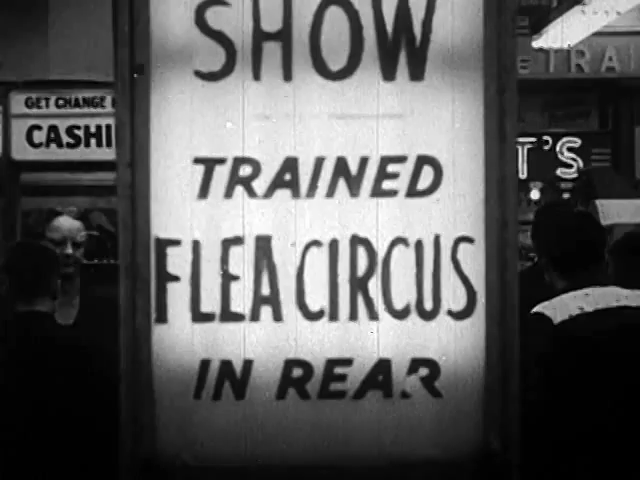 SHOW
TRAINED
FLEA CIRCUS
IN REAR
GET CHANGE
CASHI
TRAI
T'S